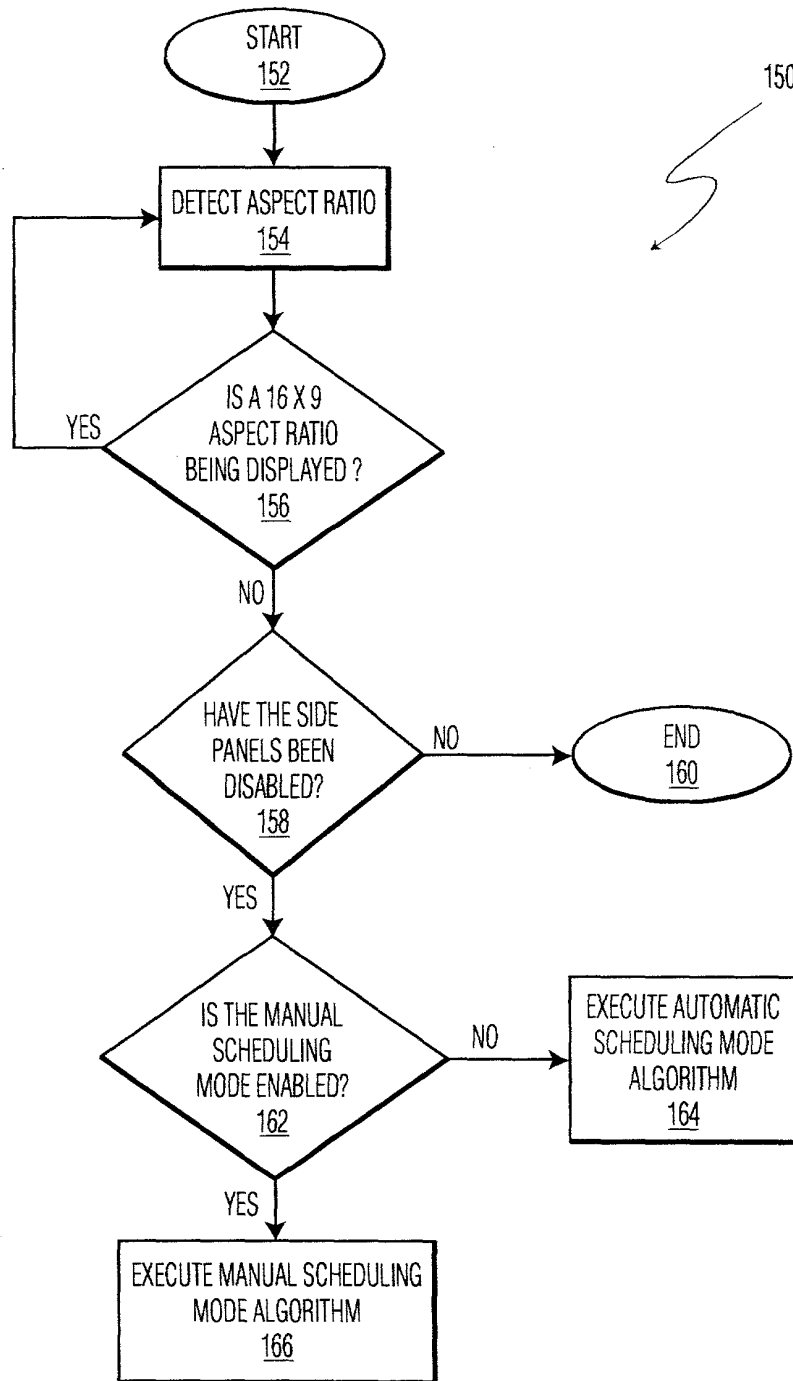 START
152
150
DETECT ASPECT RATIO
154
IS A 16 X 9
ASPECT RATIO
BEING DISPLAYED ?
156
YES
NO
HAVE THE SIDE
PANELS BEEN
DISABLED?
158
NO
END
160
YES
IS THE MANUAL
SCHEDULING
MODE ENABLED?
162
NO
EXECUTE AUTOMATIC
SCHEDULING MODE
ALGORITHM
164
YES
EXECUTE MANUAL SCHEDULING
MODE ALGORITHM
166